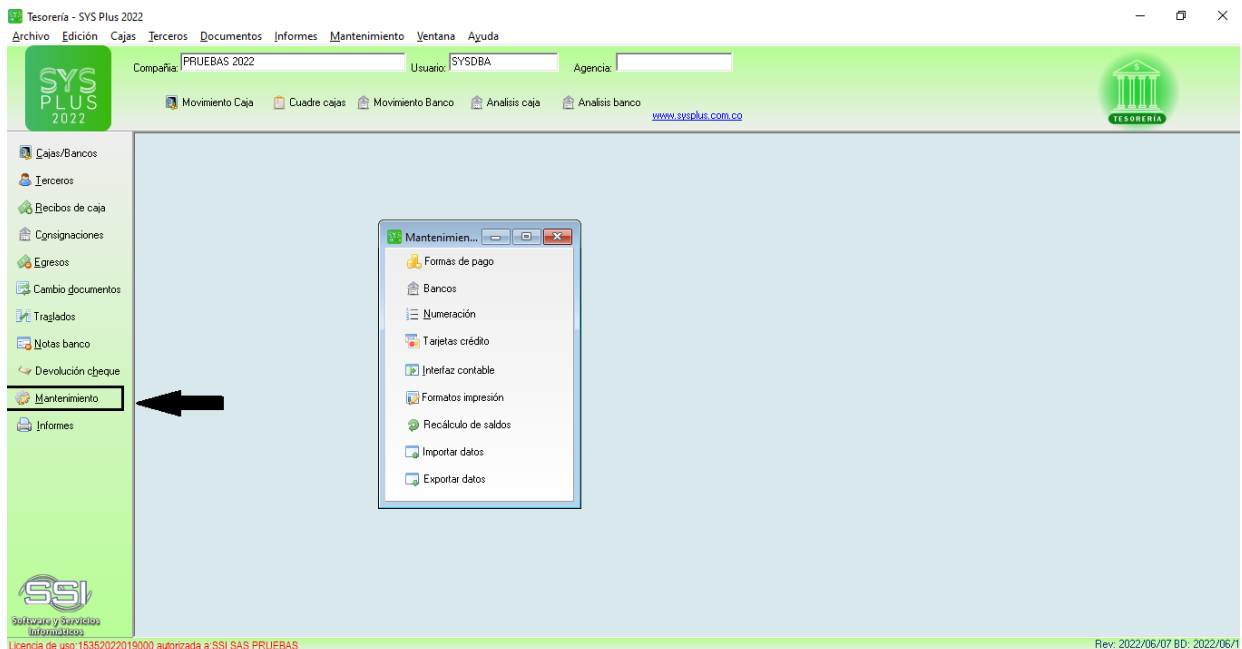 Tesorería - SYS Plus 2022
Archivo Edición Cajas Terceros Documentos Informes Mantenimiento Ventana Ayuda
SYS
PLUS
2022
Compañia: PRUEBAS 2022 Usuario: SYSDBA Agencia:
Movimiento Caja Cuadre cajas Movimiento Banco Analisis caja Analisis banco
www.sysplus.com.co
TESORERÍA
Cajas/Bancos
Terceros
Recibos de caja
Consignaciones
Egresos
Cambio documentos
Traslados
Notas banco
Devolución cheque
Mantenimiento
Informes
Mantenimien...
Formas de pago
Bancos
Numeración
Tarjetas crédito
Interfaz contable
Formatos impresión
Recálculo de saldos
Importar datos
Exportar datos
SSI
Software y Servicios
Informáticos
Licencia de uso:15352022019000 autorizada a:SSI SAS PRUEBAS
Rev: 2022/06/07 BD: 2022/06/1